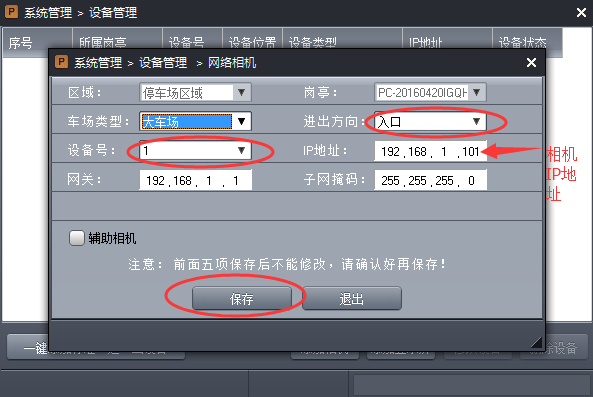 P 系统管理 > 设备管理
序号 所属岗亭 设备号 设备位置 设备类型 IP地址 设备状态
P 系统管理 > 设备管理 > 网络相机
区域: 停车场区域 岗亭: PC-20160420IGQH
车场类型: 大车场 进出方向: 入口
设备号: 1 IP地址: 192.168. 1 .101
网关: 192.168. 1 . 1 子网掩码: 255.255.255. 0
相机
IP地
址
辅助相机
注意: 前面五项保存后不能修改,请确认好再保存!
保存 退出